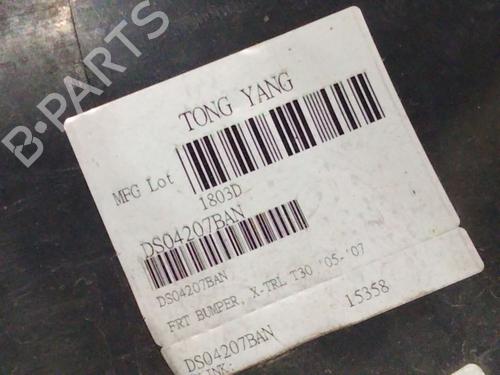 B-PARTS
TONG YANG
MFG Lot
1803D
DS04207BAN
DS04207BAN
FRT BUMPER, X-TRL T30 '05-'07
DS04207BAN
15358